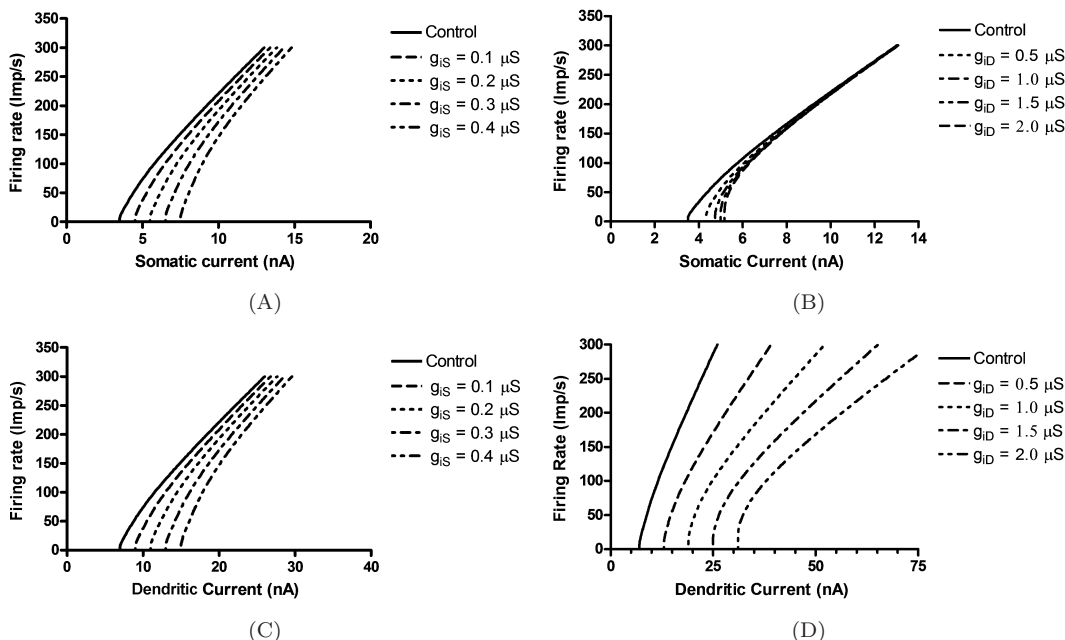 350
300
250
200
150
100
50
0
Firing rate (Imp/s)
0 5 10 15 20
Somatic current (nA)
Control
giS = 0.1 μS
giS = 0.2 μS
giS = 0.3 μS
giS = 0.4 μS
(A)
350
300
250
200
150
100
50
0
Firing rate (Imp/s)
0 2 4 6 8 10 12 14
Somatic Current (nA)
Control
giD = 0.5 μS
giD = 1.0 μS
giD = 1.5 μS
giD = 2.0 μS
(B)
350
300
250
200
150
100
50
0
Firing rate (Imp/s)
0 10 20 30 40
Dendritic Current (nA)
Control
giS = 0.1 μS
giS = 0.2 μS
giS = 0.3 μS
giS = 0.4 μS
(C)
300
250
200
150
100
50
0
Firing Rate (Imp/s)
0 25 50 75
Dendritic Current (nA)
Control
giD = 0.5 μS
giD = 1.0 μS
giD = 1.5 μS
giD = 2.0 μS
(D)